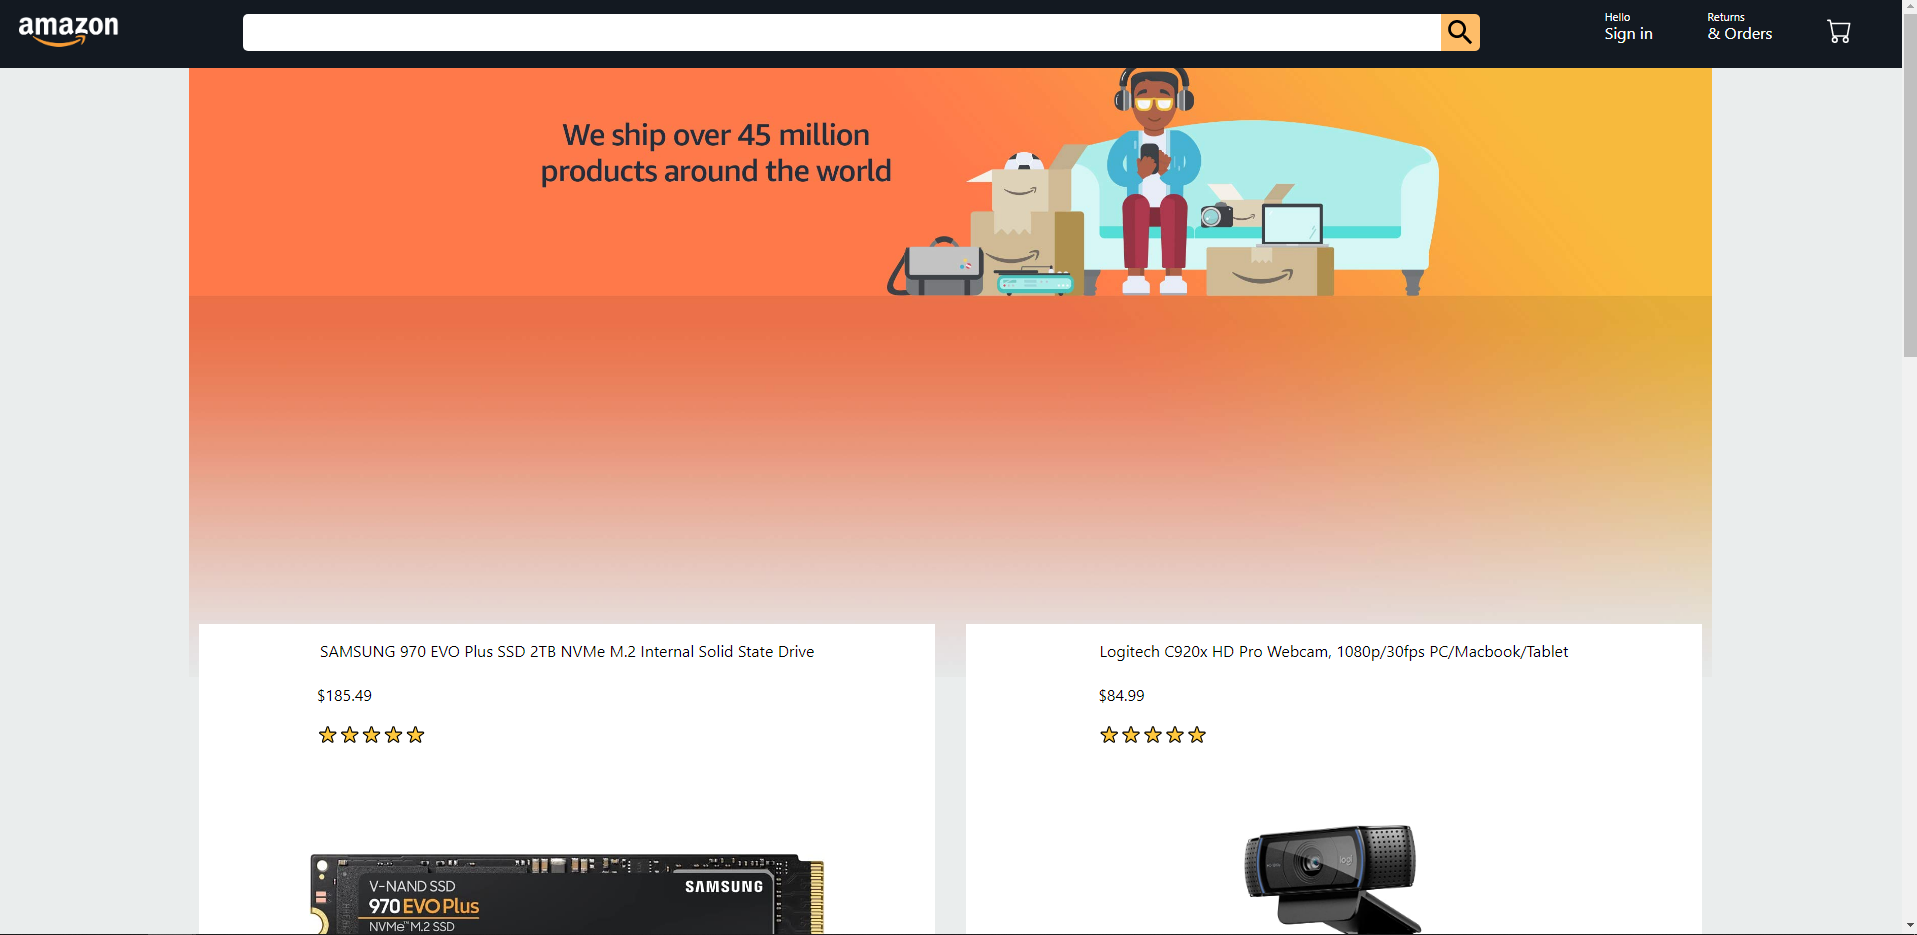 amazon
Hello
Sign in
Returns
& Orders
We ship over 45 million
products around the world
SAMSUNG 970 EVO Plus SSD 2TB NVMe M.2 Internal Solid State Drive
$185.49
Logitech C920x HD Pro Webcam, 1080p/30fps PC/Macbook/Tablet
$84.99
V-NAND SSD
SAMSUNG
970 EVO Plus
NVMe™ M.2 SSD
logi